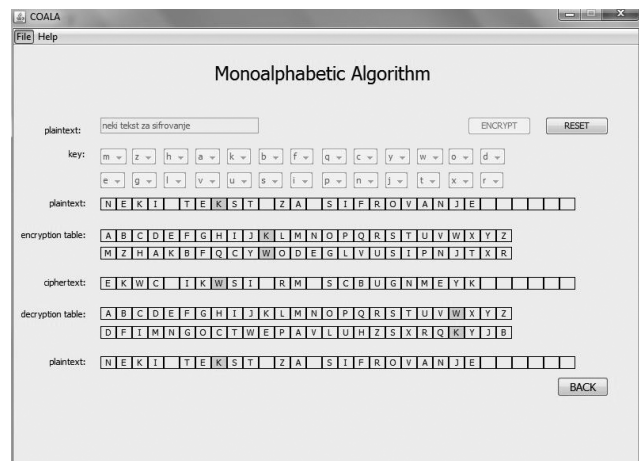 COALA
File Help
Monoalphabetic Algorithm
plaintext: neki tekst za sifrovanje ENCRYPT RESET
key: m z h a k b f q c y w o d
e g l v u s i p n j t x r
plaintext: N E K I T E K S T Z A S I F R O V A N J E
encryption table: A B C D E F G H I J K L M N O P Q R S T U V W X Y Z
M Z H A K B F Q C Y W O D E G L V U S I P N J T X R
ciphertext: E K W C I K W S I R M S C B U G N M E Y K
decryption table: A B C D E F G H I J K L M N O P Q R S T U V W X Y Z
D F I M N G O C T W E P A V L U H Z S X R Q K Y J B
plaintext: N E K I T E K S T Z A S I F R O V A N J E
BACK